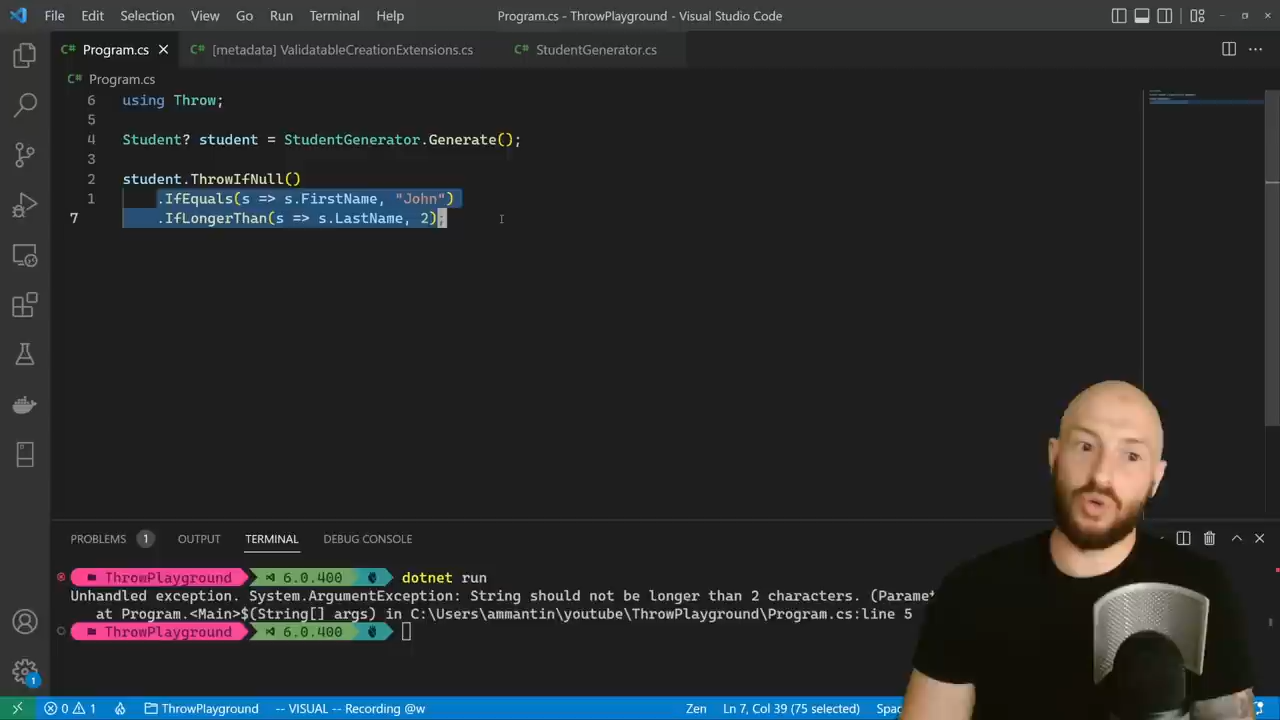 File Edit Selection View Go Run Terminal Help Program.cs - ThrowPlayground - Visual Studio Code
C# Program.cs C# [metadata] ValidatableCreationExtensions.cs C# StudentGenerator.cs
C# Program.cs
6 using Throw;
5
4 Student? student = StudentGenerator.Generate();
3
2 student.ThrowIfNull()
1 .IfEquals(s => s.FirstName, "John")
7 .IfLongerThan(s => s.LastName, 2);
PROBLEMS 1 OUTPUT TERMINAL DEBUG CONSOLE
ThrowPlayground 6.0.400 dotnet run
Unhandled exception. System.ArgumentException: String should not be longer than 2 characters. (Paramet
at Program.<Main>$(String[] args) in C:\Users\ammantin\youtube\ThrowPlayground\Program.cs:line 5
ThrowPlayground 6.0.400
1
0 1 ThrowPlayground -- VISUAL -- Recording @w Zen Ln 7, Col 39 (75 selected) Spac